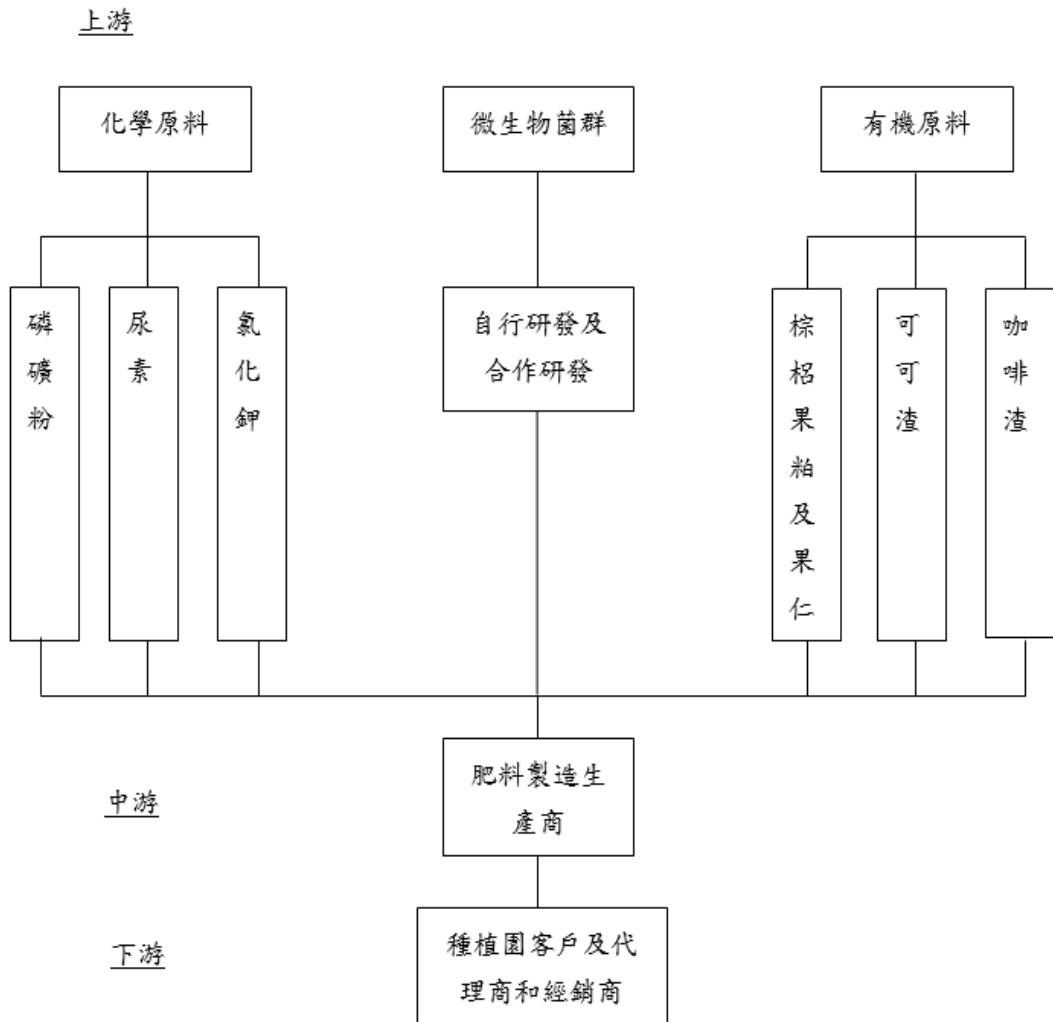 上游
化學原料
微生物菌群
有機原料
磷礦粉
尿素
氯化鉀
自行研發及
合作研發
棕梠果粕及果仁
可可渣
咖啡渣
中游
肥料製造生
產商
下游
種植園客戶及代
理商和經銷商